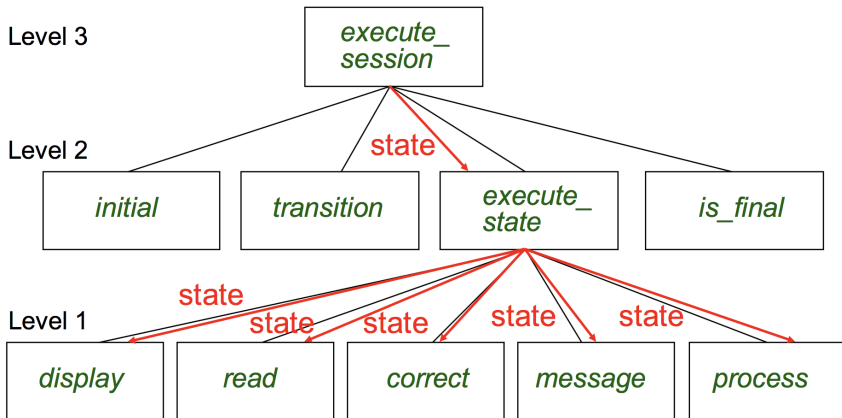 Level 3
execute_
session
Level 2
state
initial
transition
execute_
state
is_final
state
state
state
state
state
Level 1
display
read
correct
message
process